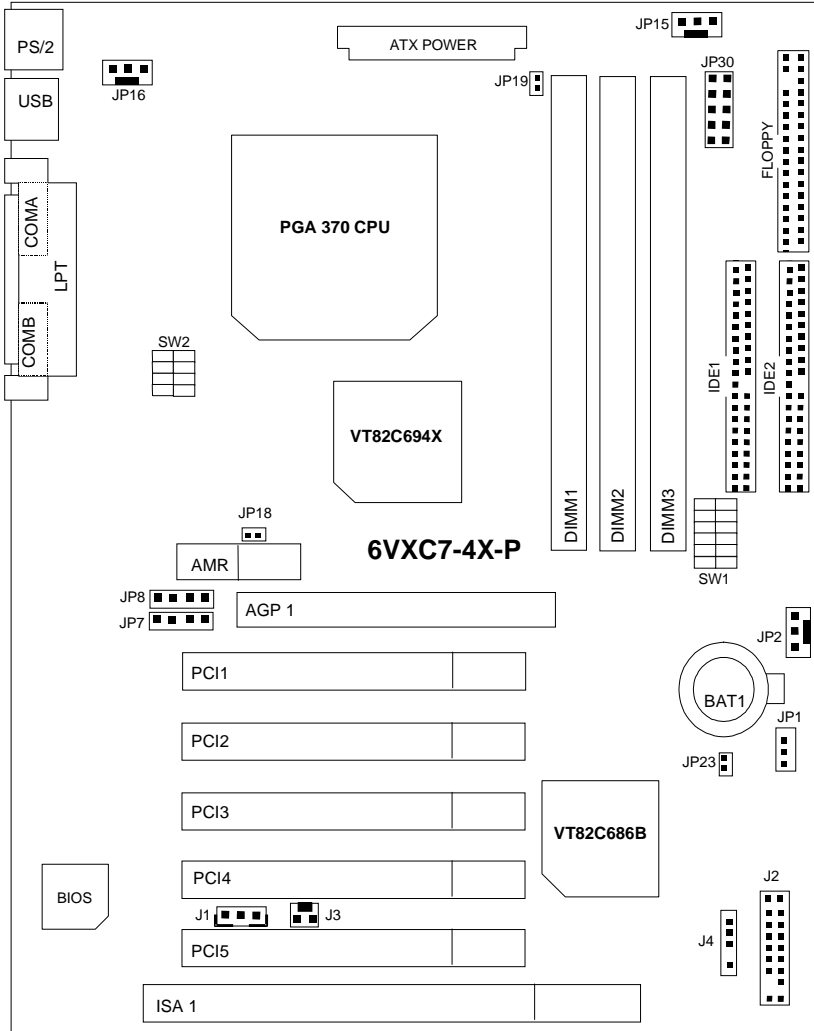 PS/2
ATX POWER
JP15
JP16
JP19
JP30
USB
FLOPPY
COMA
LPT
COMB
PGA 370 CPU
SW2
IDE1
IDE2
VT82C694X
DIMM1
DIMM2
DIMM3
JP18
6VXC7-4X-P
AMR
SW1
JP8
JP7
AGP 1
JP2
PCI1
BAT1
JP1
PCI2
JP23
PCI3
VT82C686B
PCI4
BIOS
J2
J1
J3
J4
PCI5
ISA 1